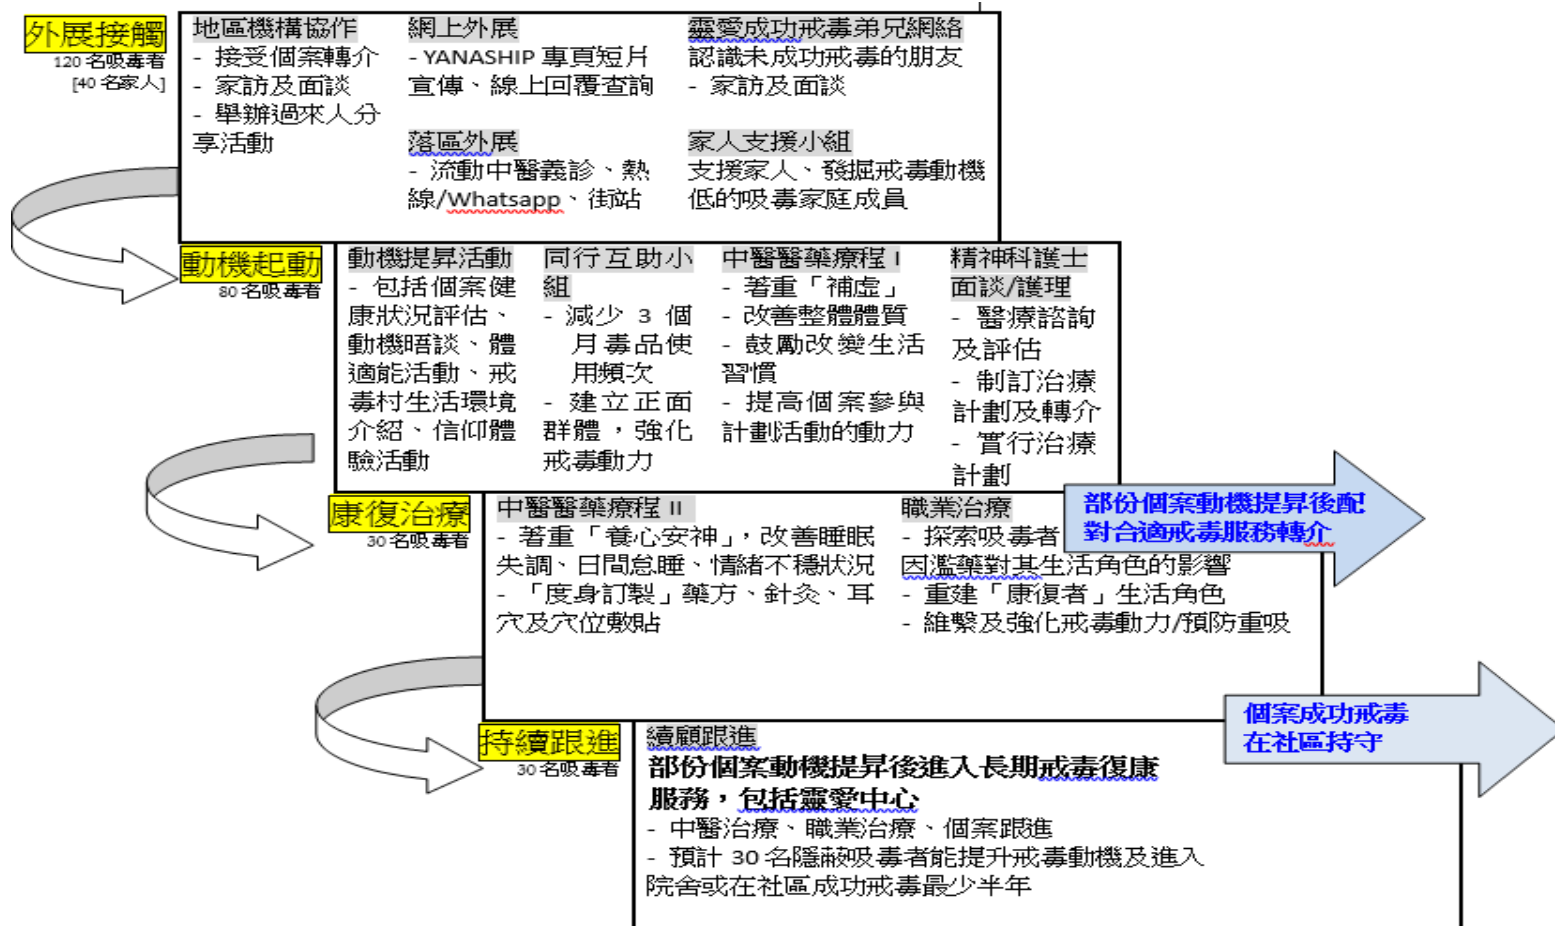 外展接觸
120 名吸毒者
[40 名家人]
地區機構協作
- 接受個案轉介
- 家訪及面談
- 舉辦過來人分
享活動
網上外展
- YANASHIP 專頁短片
宣傳、線上回覆查詢
落區外展
- 流動中醫義診、熱
線/Whatsapp、街站
靈愛成功戒毒弟兄網絡
認識未成功戒毒的朋友
- 家訪及面談
家人支援小組
支援家人、發掘戒毒動機
低的吸毒家庭成員
動機起動
80 名吸毒者
動機提昇活動
- 包括個案健
康狀況評估、
動機晤談、體
適能活動、戒
毒村生活環境
介紹、信仰體
驗活動
同行互助小
組
- 減少 3 個
月毒品使
用頻次
- 建立正面
群體，強化
戒毒動力
中醫醫藥療程 I
- 著重「補虛」
- 改善整體體質
- 鼓勵改變生活
習慣
- 提高個案參與
計劃活動的動力
精神科護士
面談/護理
- 醫療諮詢
及評估
- 制訂治療
計劃及轉介
- 實行治療
計劃
康復治療
30 名吸毒者
中醫醫藥療程 II
- 著重「養心安神」，改善睡眠
失調、日間怠睡、情緒不穩狀況
- 「度身訂製」藥方、針灸、耳
穴及穴位敷貼
職業治療
- 探索吸毒者
因濫藥對其生活角色的影響
- 重建「康復者」生活角色
- 維繫及強化戒毒動力/預防重吸
部份個案動機提昇後配
對合適戒毒服務轉介
持續跟進
30 名吸毒者
續顧跟進
部份個案動機提昇後進入長期戒毒復康
服務，包括靈愛中心
- 中醫治療、職業治療、個案跟進
- 預計 30 名隱蔽吸毒者能提升戒毒動機及進入
院舍或在社區成功戒毒最少半年
個案成功戒毒
在社區持守